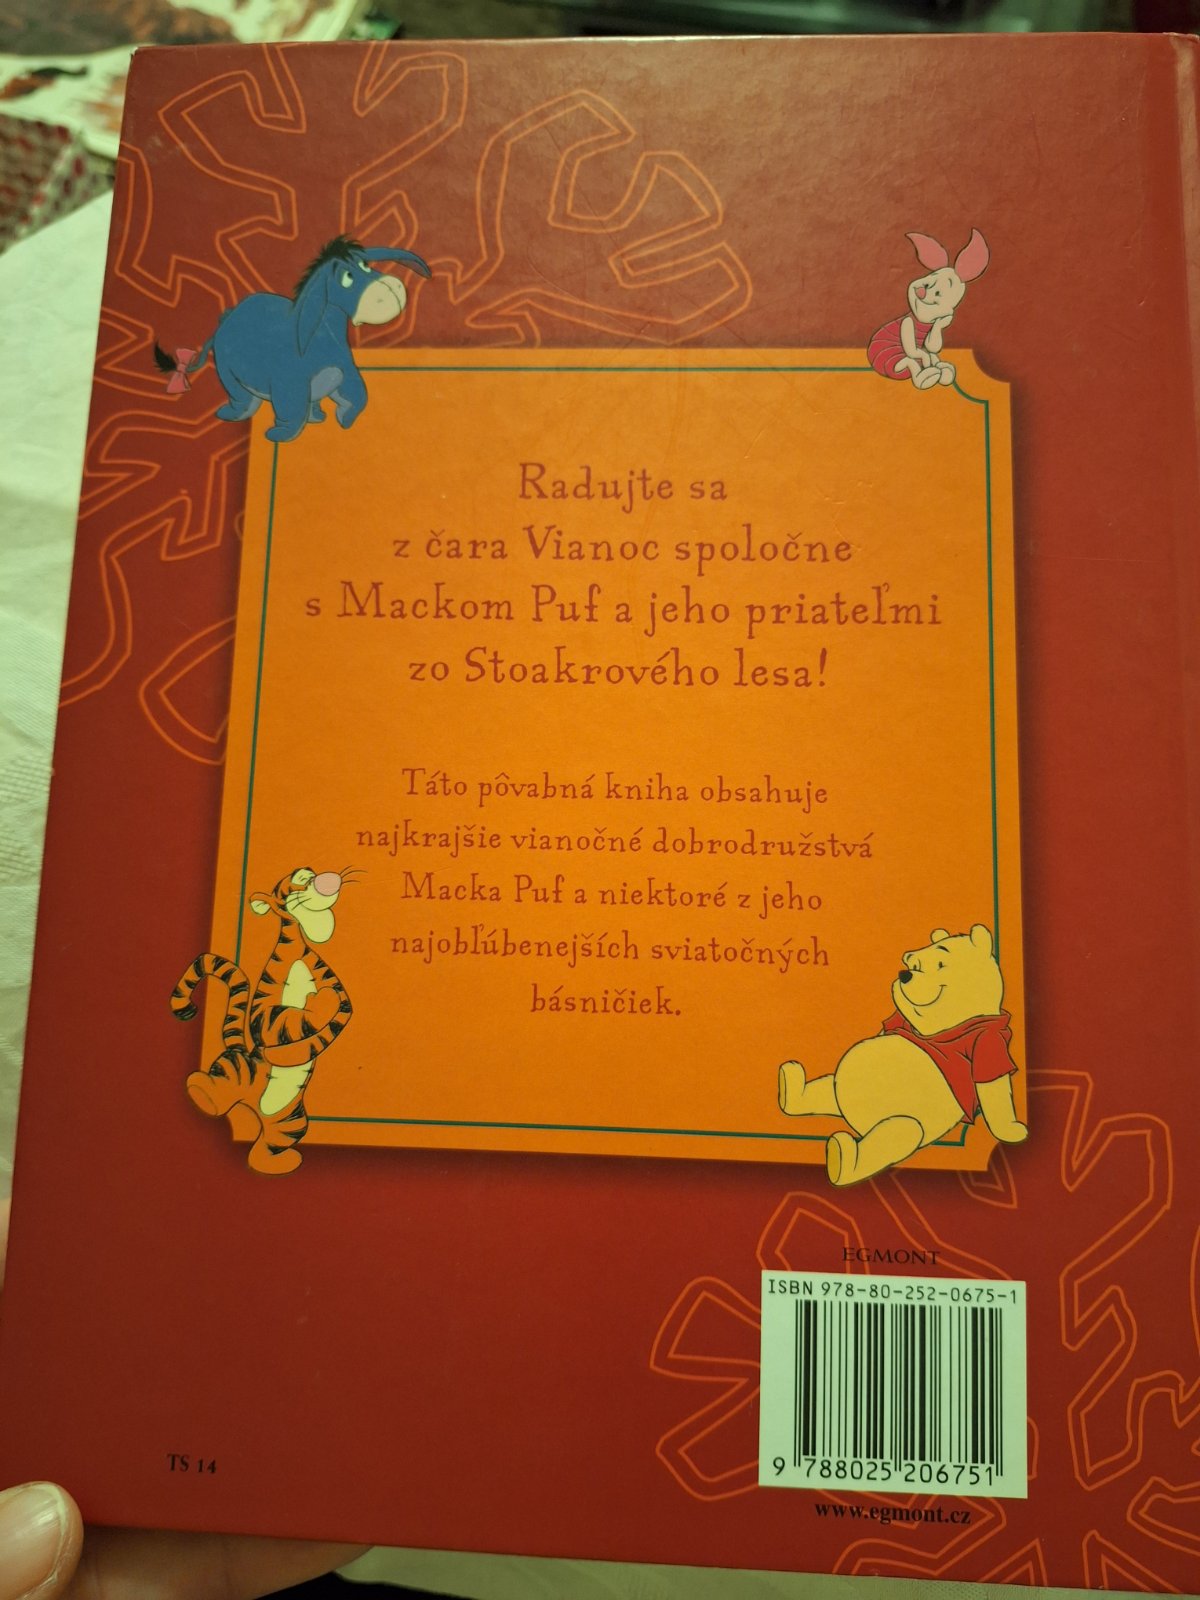 Radujte sa
z čara Vianoc spoločne
s Mackom Puf a jeho priateľmi
zo Stoakrového lesa!
Táto pôvabná kniha obsahuje
najkrajšie vianočné dobrodružstvá
Macka Puf a niektoré z jeho
najobľúbenejších sviatočných
básničiek.
EGMONT
ISBN 978-80-252-0675-1
9 788025 206751
www.egmont.cz
TS 14